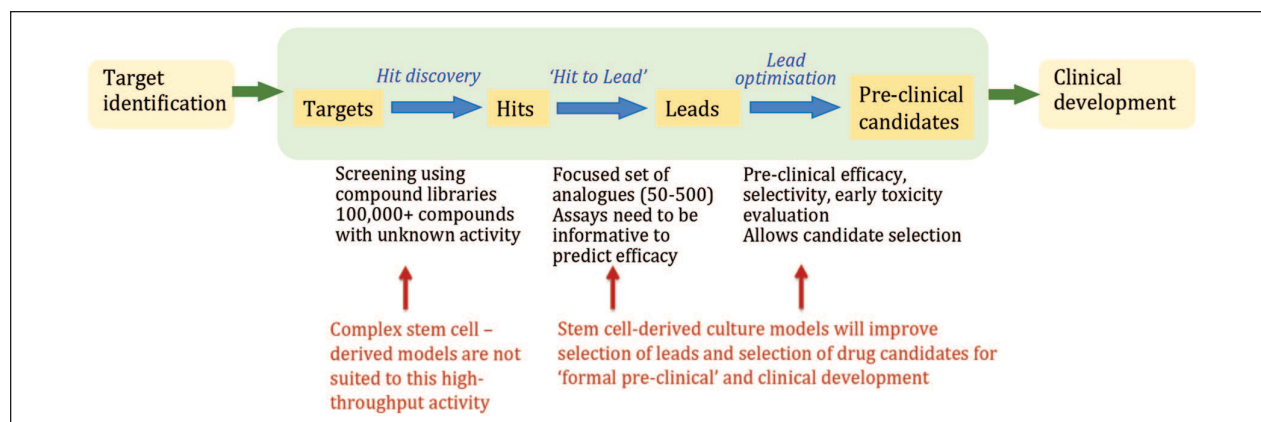 Target
identification
Targets
Hit discovery
Hits
‘Hit to Lead’
Leads
Lead
optimisation
Pre-clinical
candidates
Clinical
development
Screening using
compound libraries
100,000+ compounds
with unknown activity
Focused set of
analogues (50-500)
Assays need to be
informative to
predict efficacy
Pre-clinical efficacy,
selectivity, early toxicity
evaluation
Allows candidate selection
Complex stem cell –
derived models are not
suited to this high-
throughput activity
Stem cell-derived culture models will improve
selection of leads and selection of drug candidates for
‘formal pre-clinical’ and clinical development